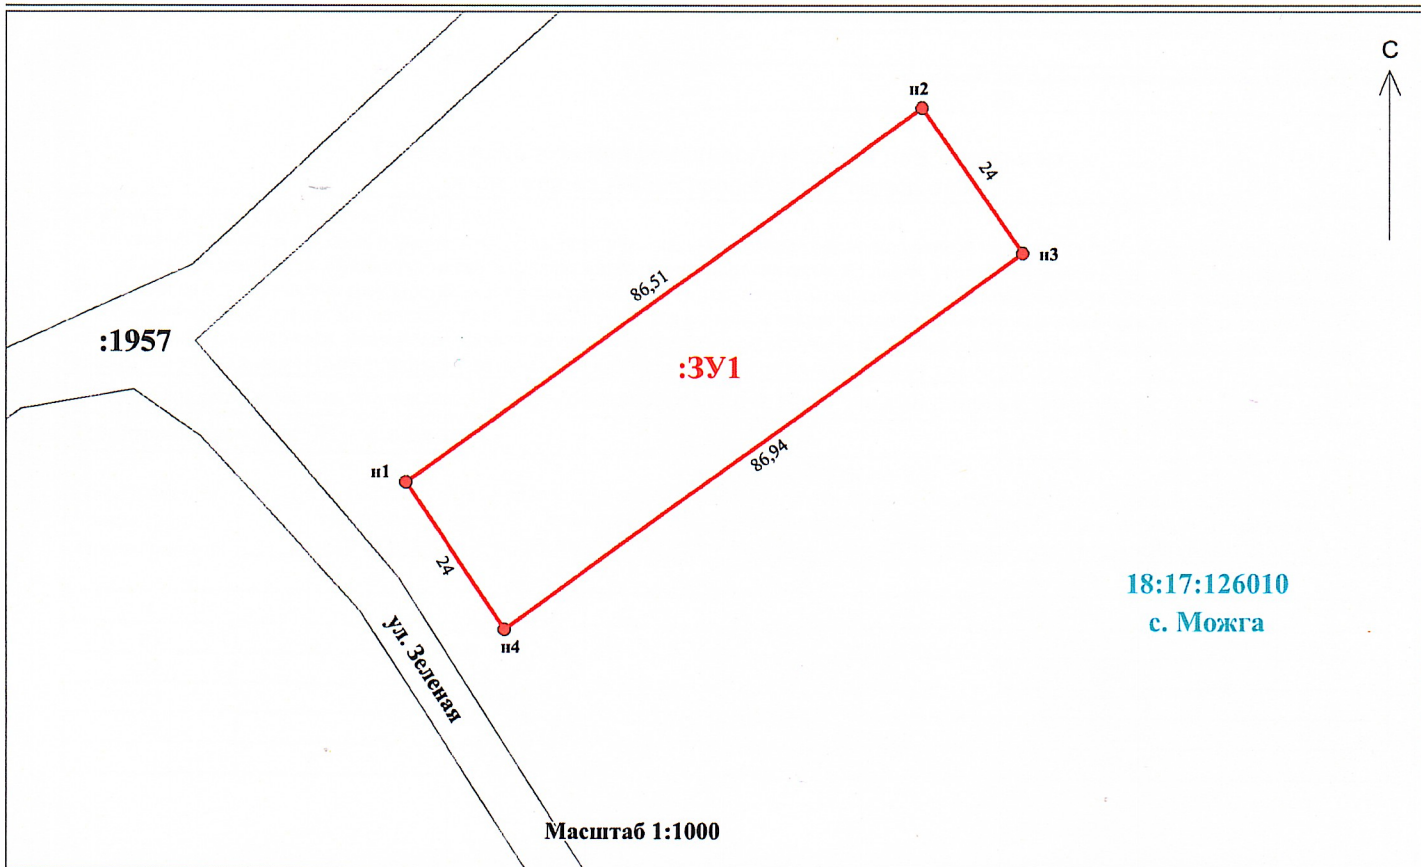 С
н2
24
н3
86,51
:1957
:ЗУ1
86,94
н1
24
18:17:126010
с. Можга
н4
ул. Зеленая
Масштаб 1:1000